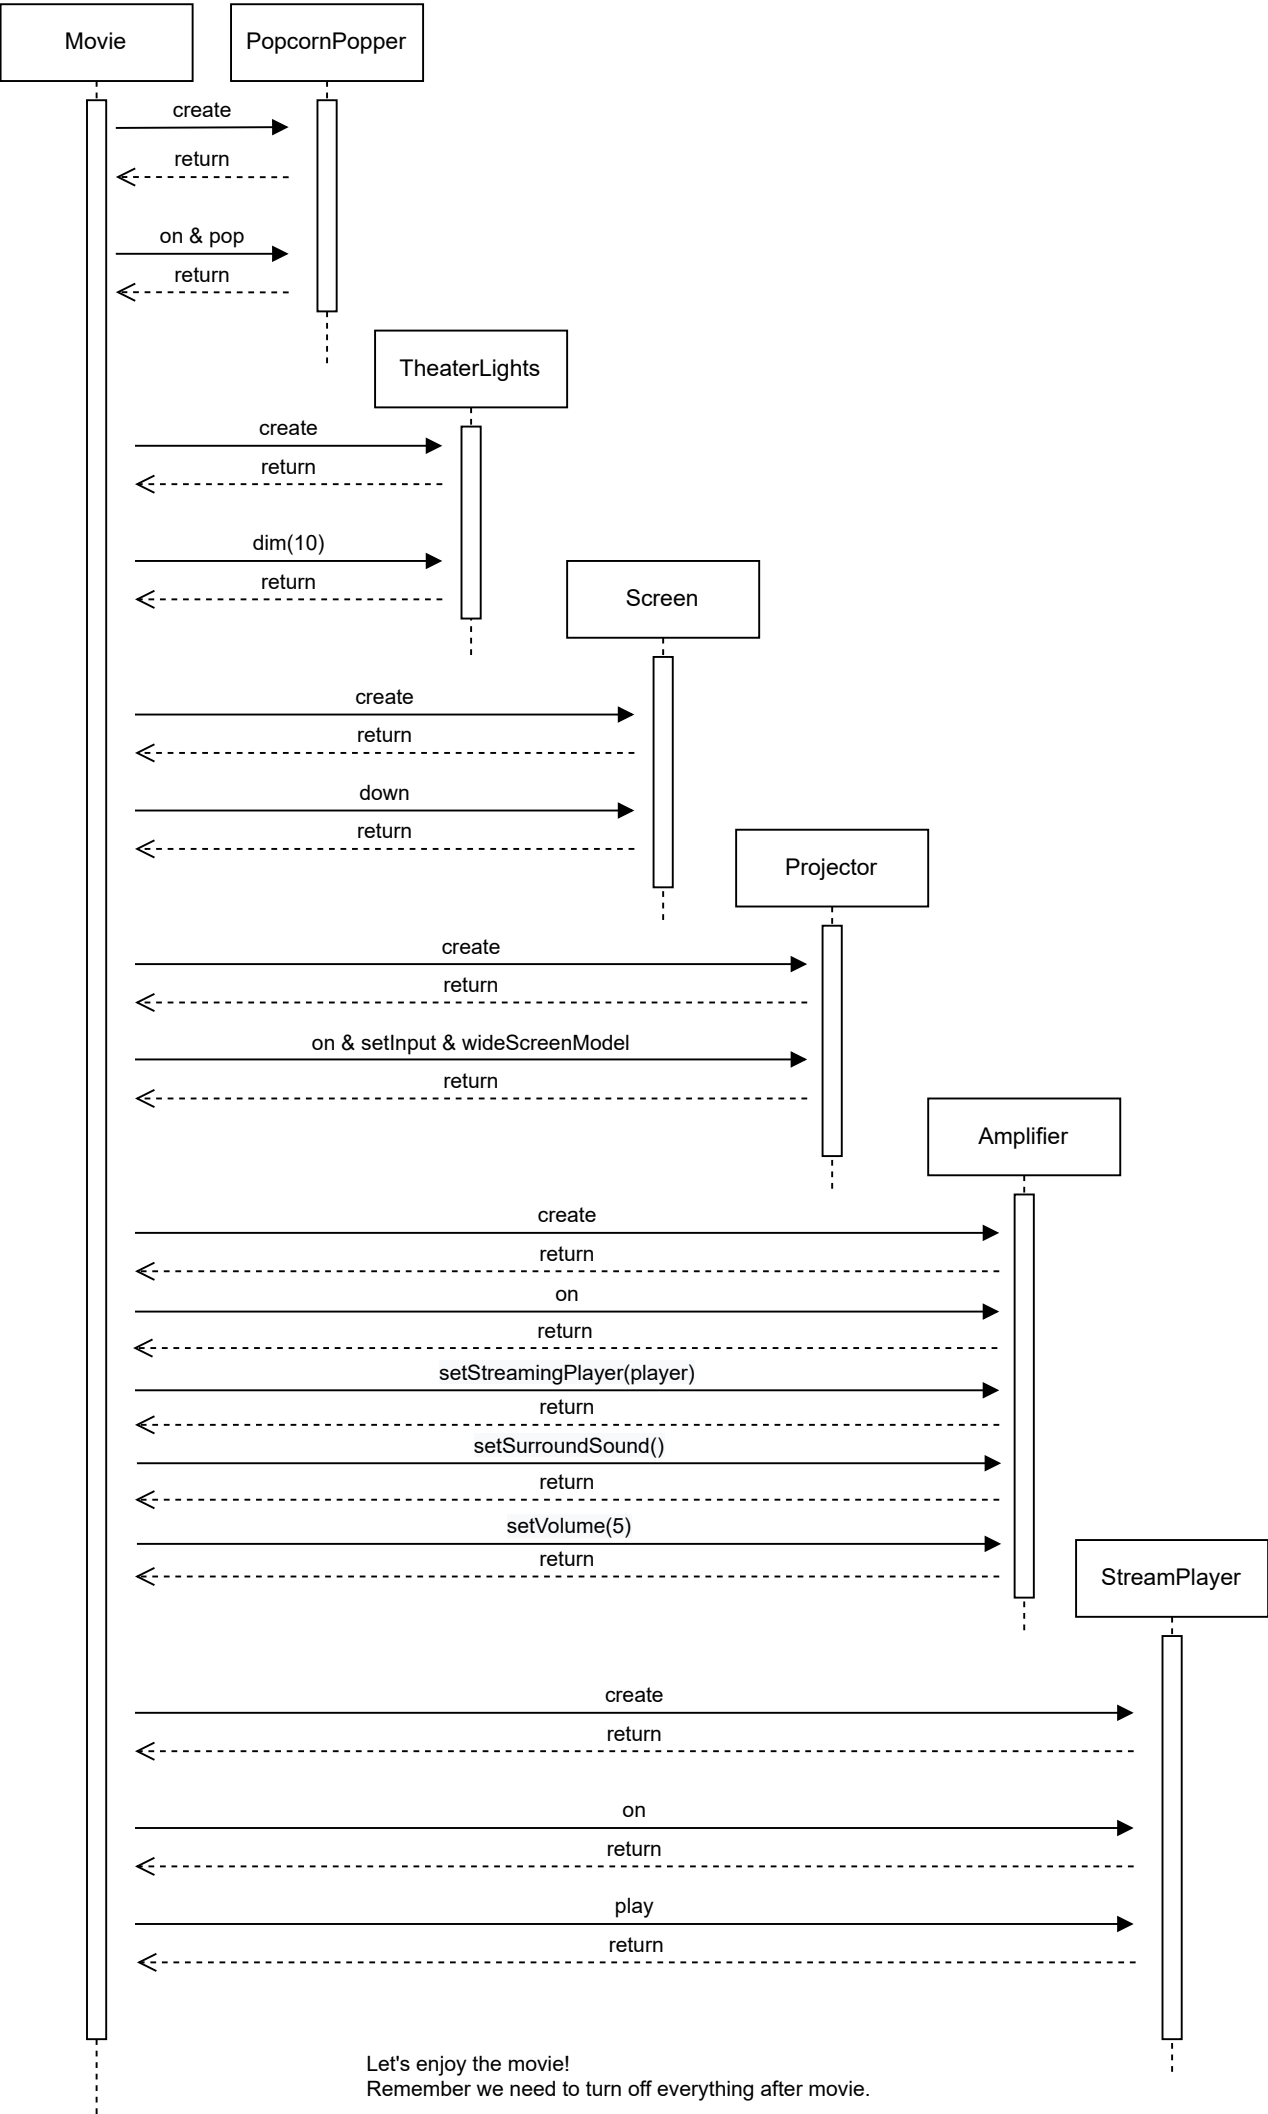 Movie
PopcornPopper
create
return
on & pop
return
TheaterLights
create
return
dim(10)
return
Screen
create
return
down
return
Projector
create
return
on & setInput & wideScreenModel
return
Amplifier
create
return
on
return
setStreamingPlayer(player)
return
setSurroundSound()
return
setVolume(5)
return
StreamPlayer
create
return
on
return
play
return
Let's enjoy the movie!
Remember we need to turn off everything after movie.